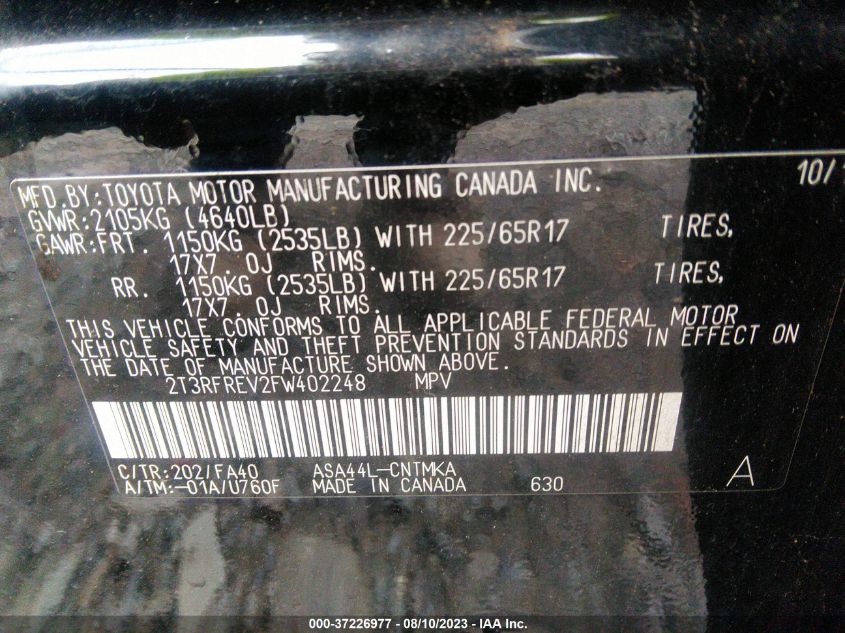 MFD.BY:TOYOTA MOTOR MANUFACTURING CANADA INC. 10/
GVWR:2105KG (4640LB)
GAWR:FRT. 1150KG (2535LB) WITH 225/65R17 TIRES,
17X7.0J RIMS.
RR. 1150KG (2535LB) WITH 225/65R17 TIRES,
17X7.0J RIMS.
THIS VEHICLE CONFORMS TO ALL APPLICABLE FEDERAL MOTOR
VEHICLE SAFETY AND THEFT PREVENTION STANDARDS IN EFFECT ON
THE DATE OF MANUFACTURE SHOWN ABOVE.
2T3RFREV2FW402248 MPV
C/TR:202/FA40 ASA44L-CNTMKA
A/TM:-01A/U760F MADE IN CANADA 630 A
000-37226977 - 08/10/2023 - IAA Inc.